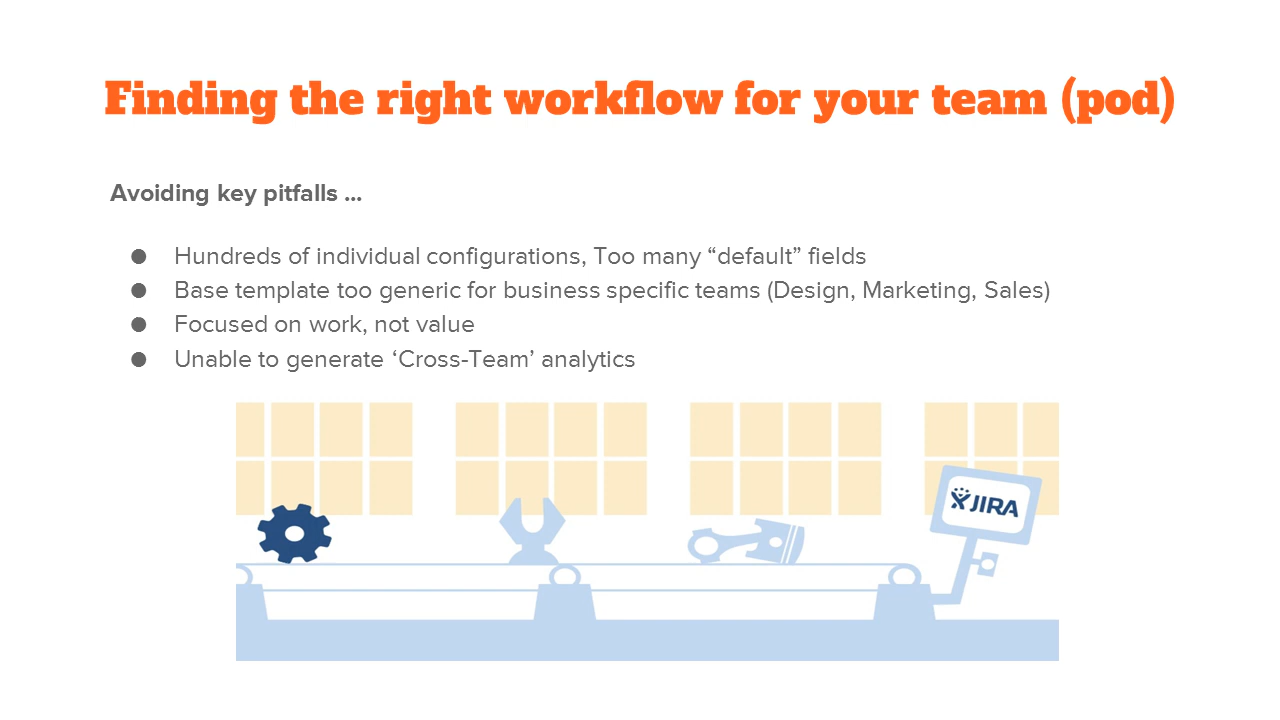 Finding the right workflow for your team (pod)
Avoiding key pitfalls ...
● Hundreds of individual configurations, Too many “default” fields
● Base template too generic for business specific teams (Design, Marketing, Sales)
● Focused on work, not value
● Unable to generate ‘Cross-Team’ analytics
JIRA